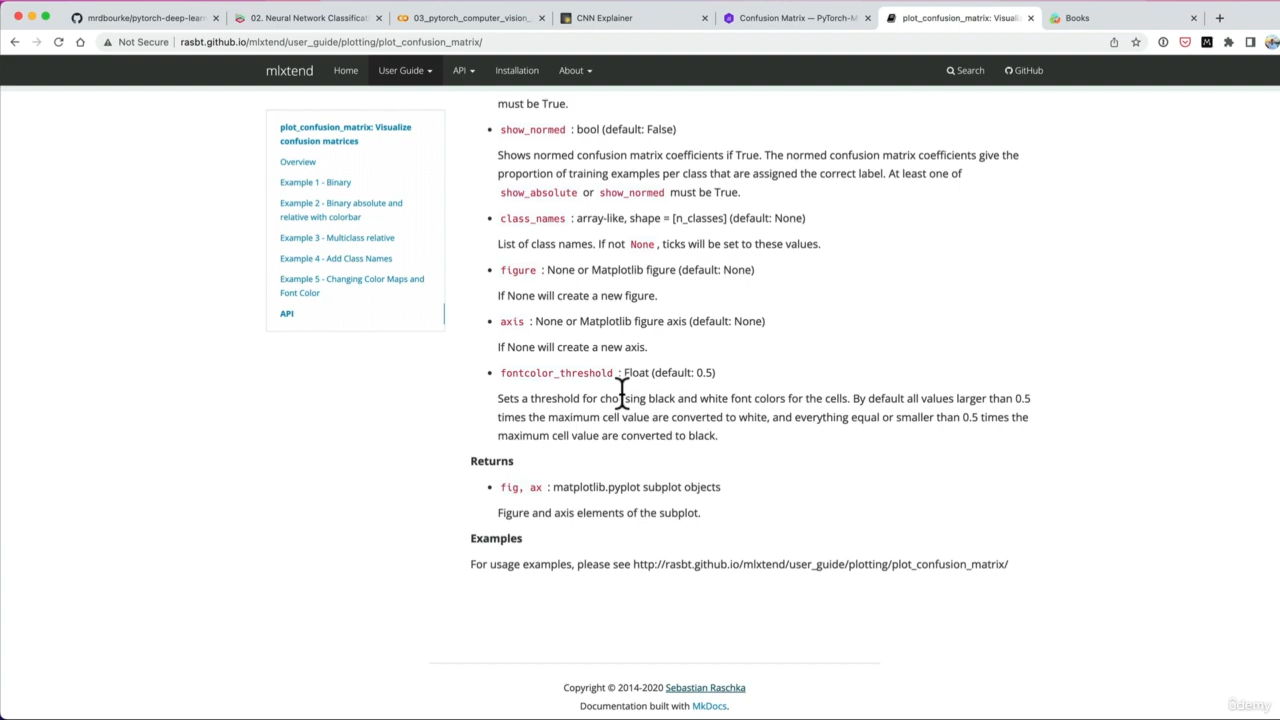 mrdbourke/pytorch-deep-learn
02. Neural Network Classificati
03_pytorch_computer_vision_
CNN Explainer
Confusion Matrix — PyTorch-M
plot_confusion_matrix: Visuali
Books
Not Secure
rasbt.github.io/mlxtend/user_guide/plotting/plot_confusion_matrix/
mlxtend
Home
User Guide
API
Installation
About
Search
GitHub
plot_confusion_matrix: Visualize
confusion matrices
Overview
Example 1 - Binary
Example 2 - Binary absolute and
relative with colorbar
Example 3 - Multiclass relative
Example 4 - Add Class Names
Example 5 - Changing Color Maps and
Font Color
API
must be True.
show_normed : bool (default: False)
Shows normed confusion matrix coefficients if True. The normed confusion matrix coefficients give the
proportion of training examples per class that are assigned the correct label. At least one of
show_absolute or show_normed must be True.
class_names : array-like, shape = [n_classes] (default: None)
List of class names. If not None, ticks will be set to these values.
figure : None or Matplotlib figure (default: None)
If None will create a new figure.
axis : None or Matplotlib figure axis (default: None)
If None will create a new axis.
fontcolor_threshold : Float (default: 0.5)
Sets a threshold for choosing black and white font colors for the cells. By default all values larger than 0.5
times the maximum cell value are converted to white, and everything equal or smaller than 0.5 times the
maximum cell value are converted to black.
Returns
fig, ax : matplotlib.pyplot subplot objects
Figure and axis elements of the subplot.
Examples
For usage examples, please see http://rasbt.github.io/mlxtend/user_guide/plotting/plot_confusion_matrix/
Copyright © 2014-2020 Sebastian Raschka
Documentation built with MkDocs.
ûdemy